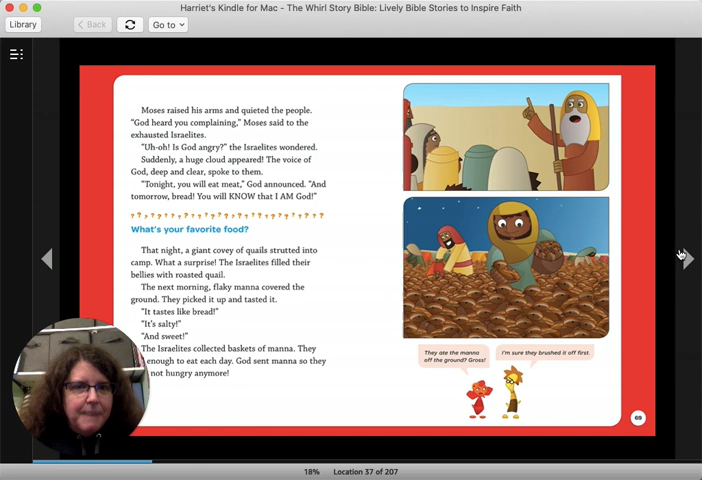 Harriet's Kindle for Mac - The Whirl Story Bible: Lively Bible Stories to Inspire Faith
Library
Back
Go to
Moses raised his arms and quieted the people.
"God heard you complaining," Moses said to the
exhausted Israelites.
"Uh-oh! Is God angry?" the Israelites wondered.
Suddenly, a huge cloud appeared! The voice of
God, deep and clear, spoke to them.
"Tonight, you will eat meat," God announced. "And
tomorrow, bread! You will KNOW that I AM God!"
What's your favorite food?
That night, a giant covey of quails strutted into
camp. What a surprise! The Israelites filled their
bellies with roasted quail.
The next morning, flaky manna covered the
ground. They picked it up and tasted it.
"It tastes like bread!"
"It's salty!"
"And sweet!"
The Israelites collected baskets of manna. They
enough to eat each day. God sent manna so they
not hungry anymore!
They ate the manna
off the ground? Gross!
I'm sure they brushed it off first.
69
18% Location 37 of 207